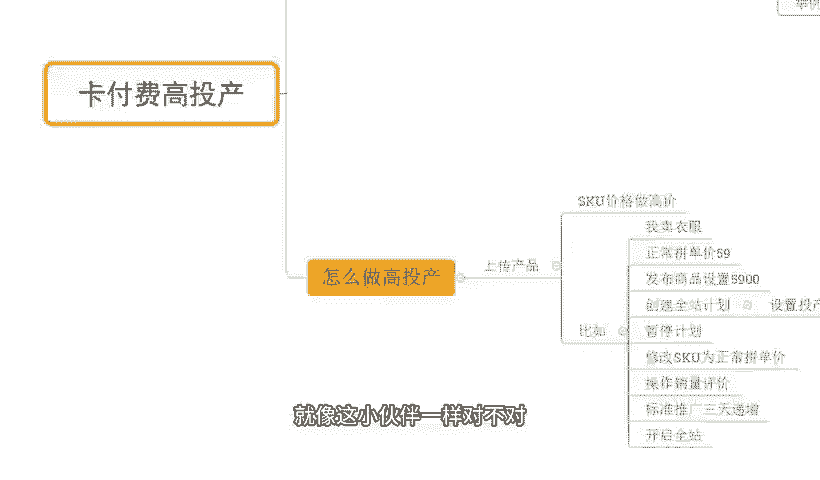 卡付费高投产
怎么做高投产
上传产品
SKU价格做高价
比如
我卖衣服
正常拼单价59
发布商品设置5900
创建全站计划
设置投产
暂停计划
修改SKU为正常拼单价
操作销量评价
标准推广三天递增
开启全站
就像这小伙伴一样对不对